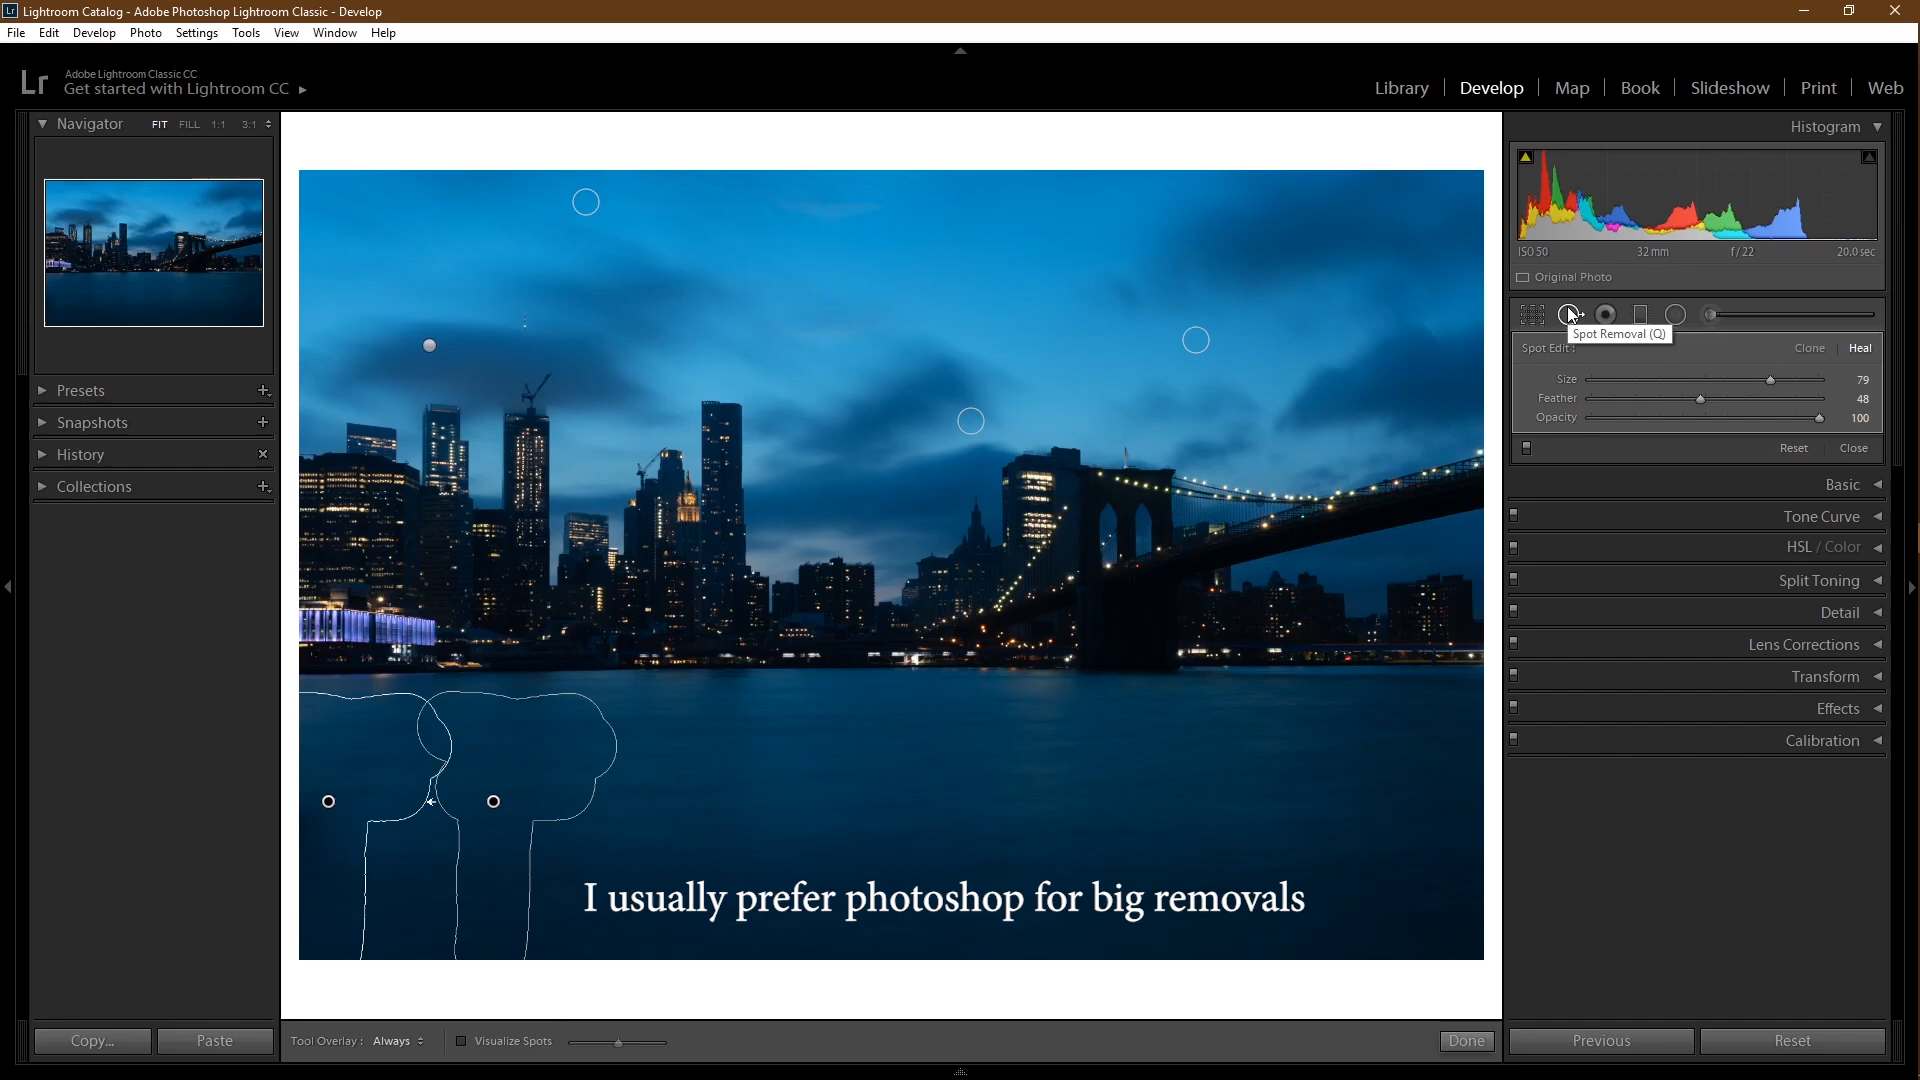 Lr Lightroom Catalog - Adobe Photoshop Lightroom Classic - Develop
File Edit Develop Photo Settings Tools View Window Help
Lr Adobe Lightroom Classic CC
Get started with Lightroom CC
Library Develop Map Book Slideshow Print Web
Navigator FIT FILL 1:1 3:1
Histogram
ISO 50 32 mm f / 22 20.0 sec
Original Photo
Spot Removal (Q)
Spot Edit : Clone Heal
Size 79
Feather 48
Opacity 100
Reset Close
Presets
Snapshots
History
Collections
Basic
Tone Curve
HSL / Color
Split Toning
Detail
Lens Corrections
Transform
Effects
Calibration
I usually prefer photoshop for big removals
Copy... Paste
Tool Overlay : Always Visualize Spots Done
Previous Reset